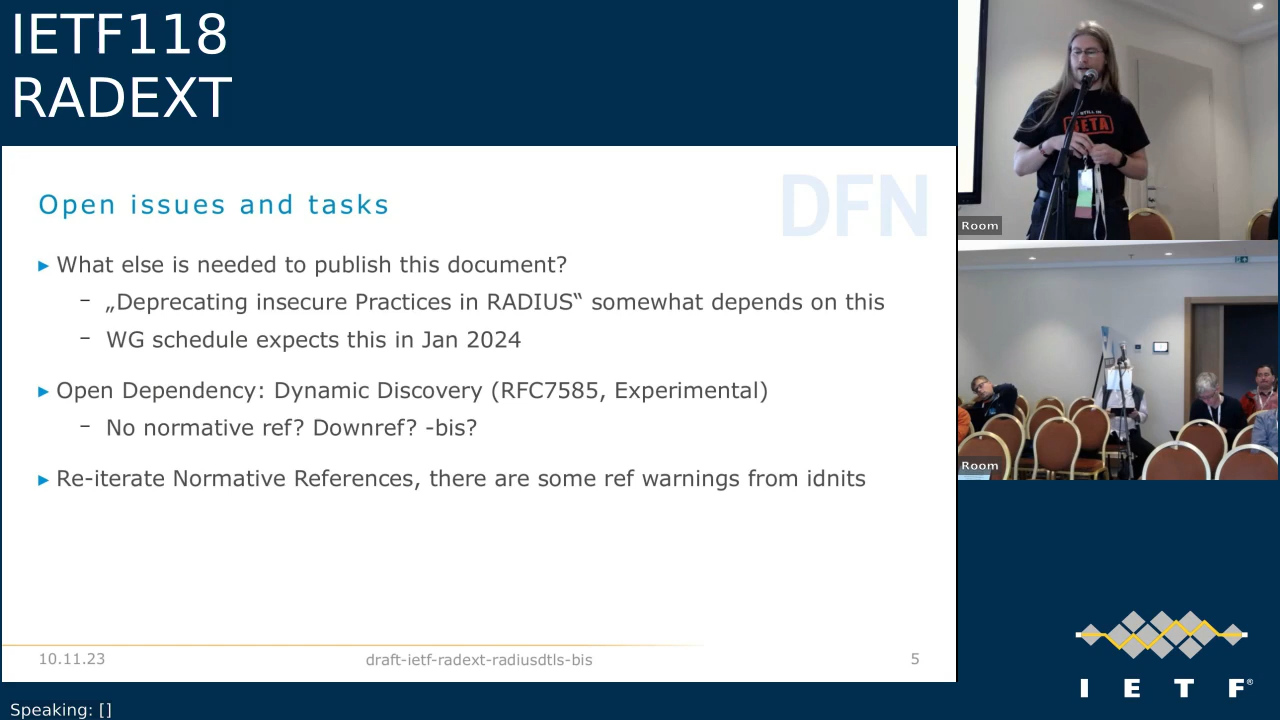 IETF118
RADEXT
DFN
Open issues and tasks
▸ What else is needed to publish this document?
– „Deprecating insecure Practices in RADIUS“ somewhat depends on this
– WG schedule expects this in Jan 2024
▸ Open Dependency: Dynamic Discovery (RFC7585, Experimental)
– No normative ref? Downref? -bis?
▸ Re-iterate Normative References, there are some ref warnings from idnits
10.11.23 draft-ietf-radext-radiusdtls-bis 5
Speaking: []
BETA
Room
Room
I E T F®